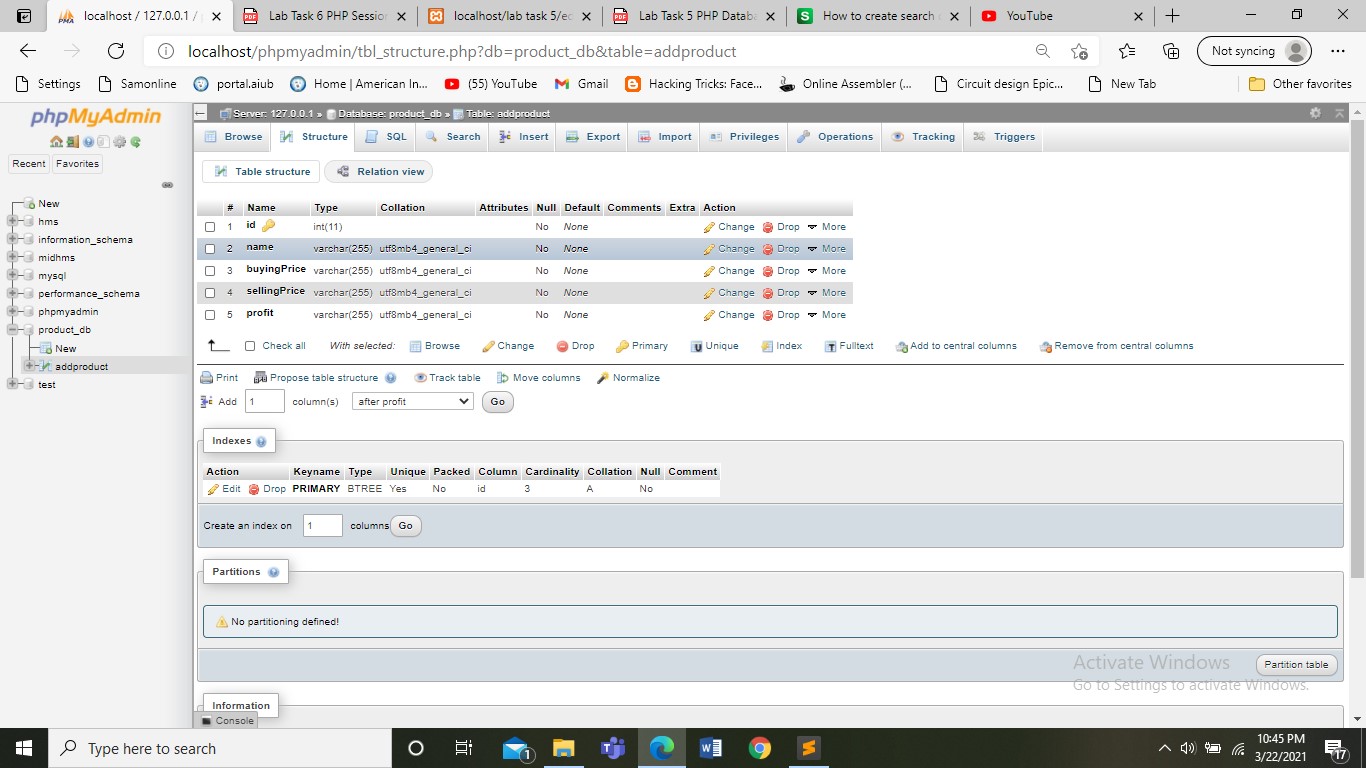 localhost / 127.0.0.1 /
Lab Task 6 PHP Session
localhost/lab task 5/ed
Lab Task 5 PHP Databa
How to create search
YouTube
localhost/phpmyadmin/tbl_structure.php?db=product_db&table=addproduct
Not syncing
Settings
Samonline
portal.aiub
Home | American In...
(55) YouTube
Gmail
Hacking Tricks: Face...
Online Assembler (...
Circuit design Epic...
New Tab
Other favorites
phpMyAdmin
Recent Favorites
New
hms
information_schema
midhms
mysql
performance_schema
phpmyadmin
product_db
New
addproduct
test
Server: 127.0.0.1 » Database: product_db » Table: addproduct
Browse Structure SQL Search Insert Export Import Privileges Operations Tracking Triggers
Table structure Relation view
# Name Type Collation Attributes Null Default Comments Extra Action
1 id int(11) No None Change Drop More
2 name varchar(255) utf8mb4_general_ci No None Change Drop More
3 buyingPrice varchar(255) utf8mb4_general_ci No None Change Drop More
4 sellingPrice varchar(255) utf8mb4_general_ci No None Change Drop More
5 profit varchar(255) utf8mb4_general_ci No None Change Drop More
Check all With selected: Browse Change Drop Primary Unique Index Fulltext Add to central columns Remove from central columns
Print Propose table structure Track table Move columns Normalize
Add 1 column(s) after profit Go
Indexes
Action Keyname Type Unique Packed Column Cardinality Collation Null Comment
Edit Drop PRIMARY BTREE Yes No id 3 A No
Create an index on 1 columns Go
Partitions
No partitioning defined!
Partition table
Activate Windows
Go to Settings to activate Windows.
Information
Console
Type here to search
1
10:45 PM
3/22/2021
17